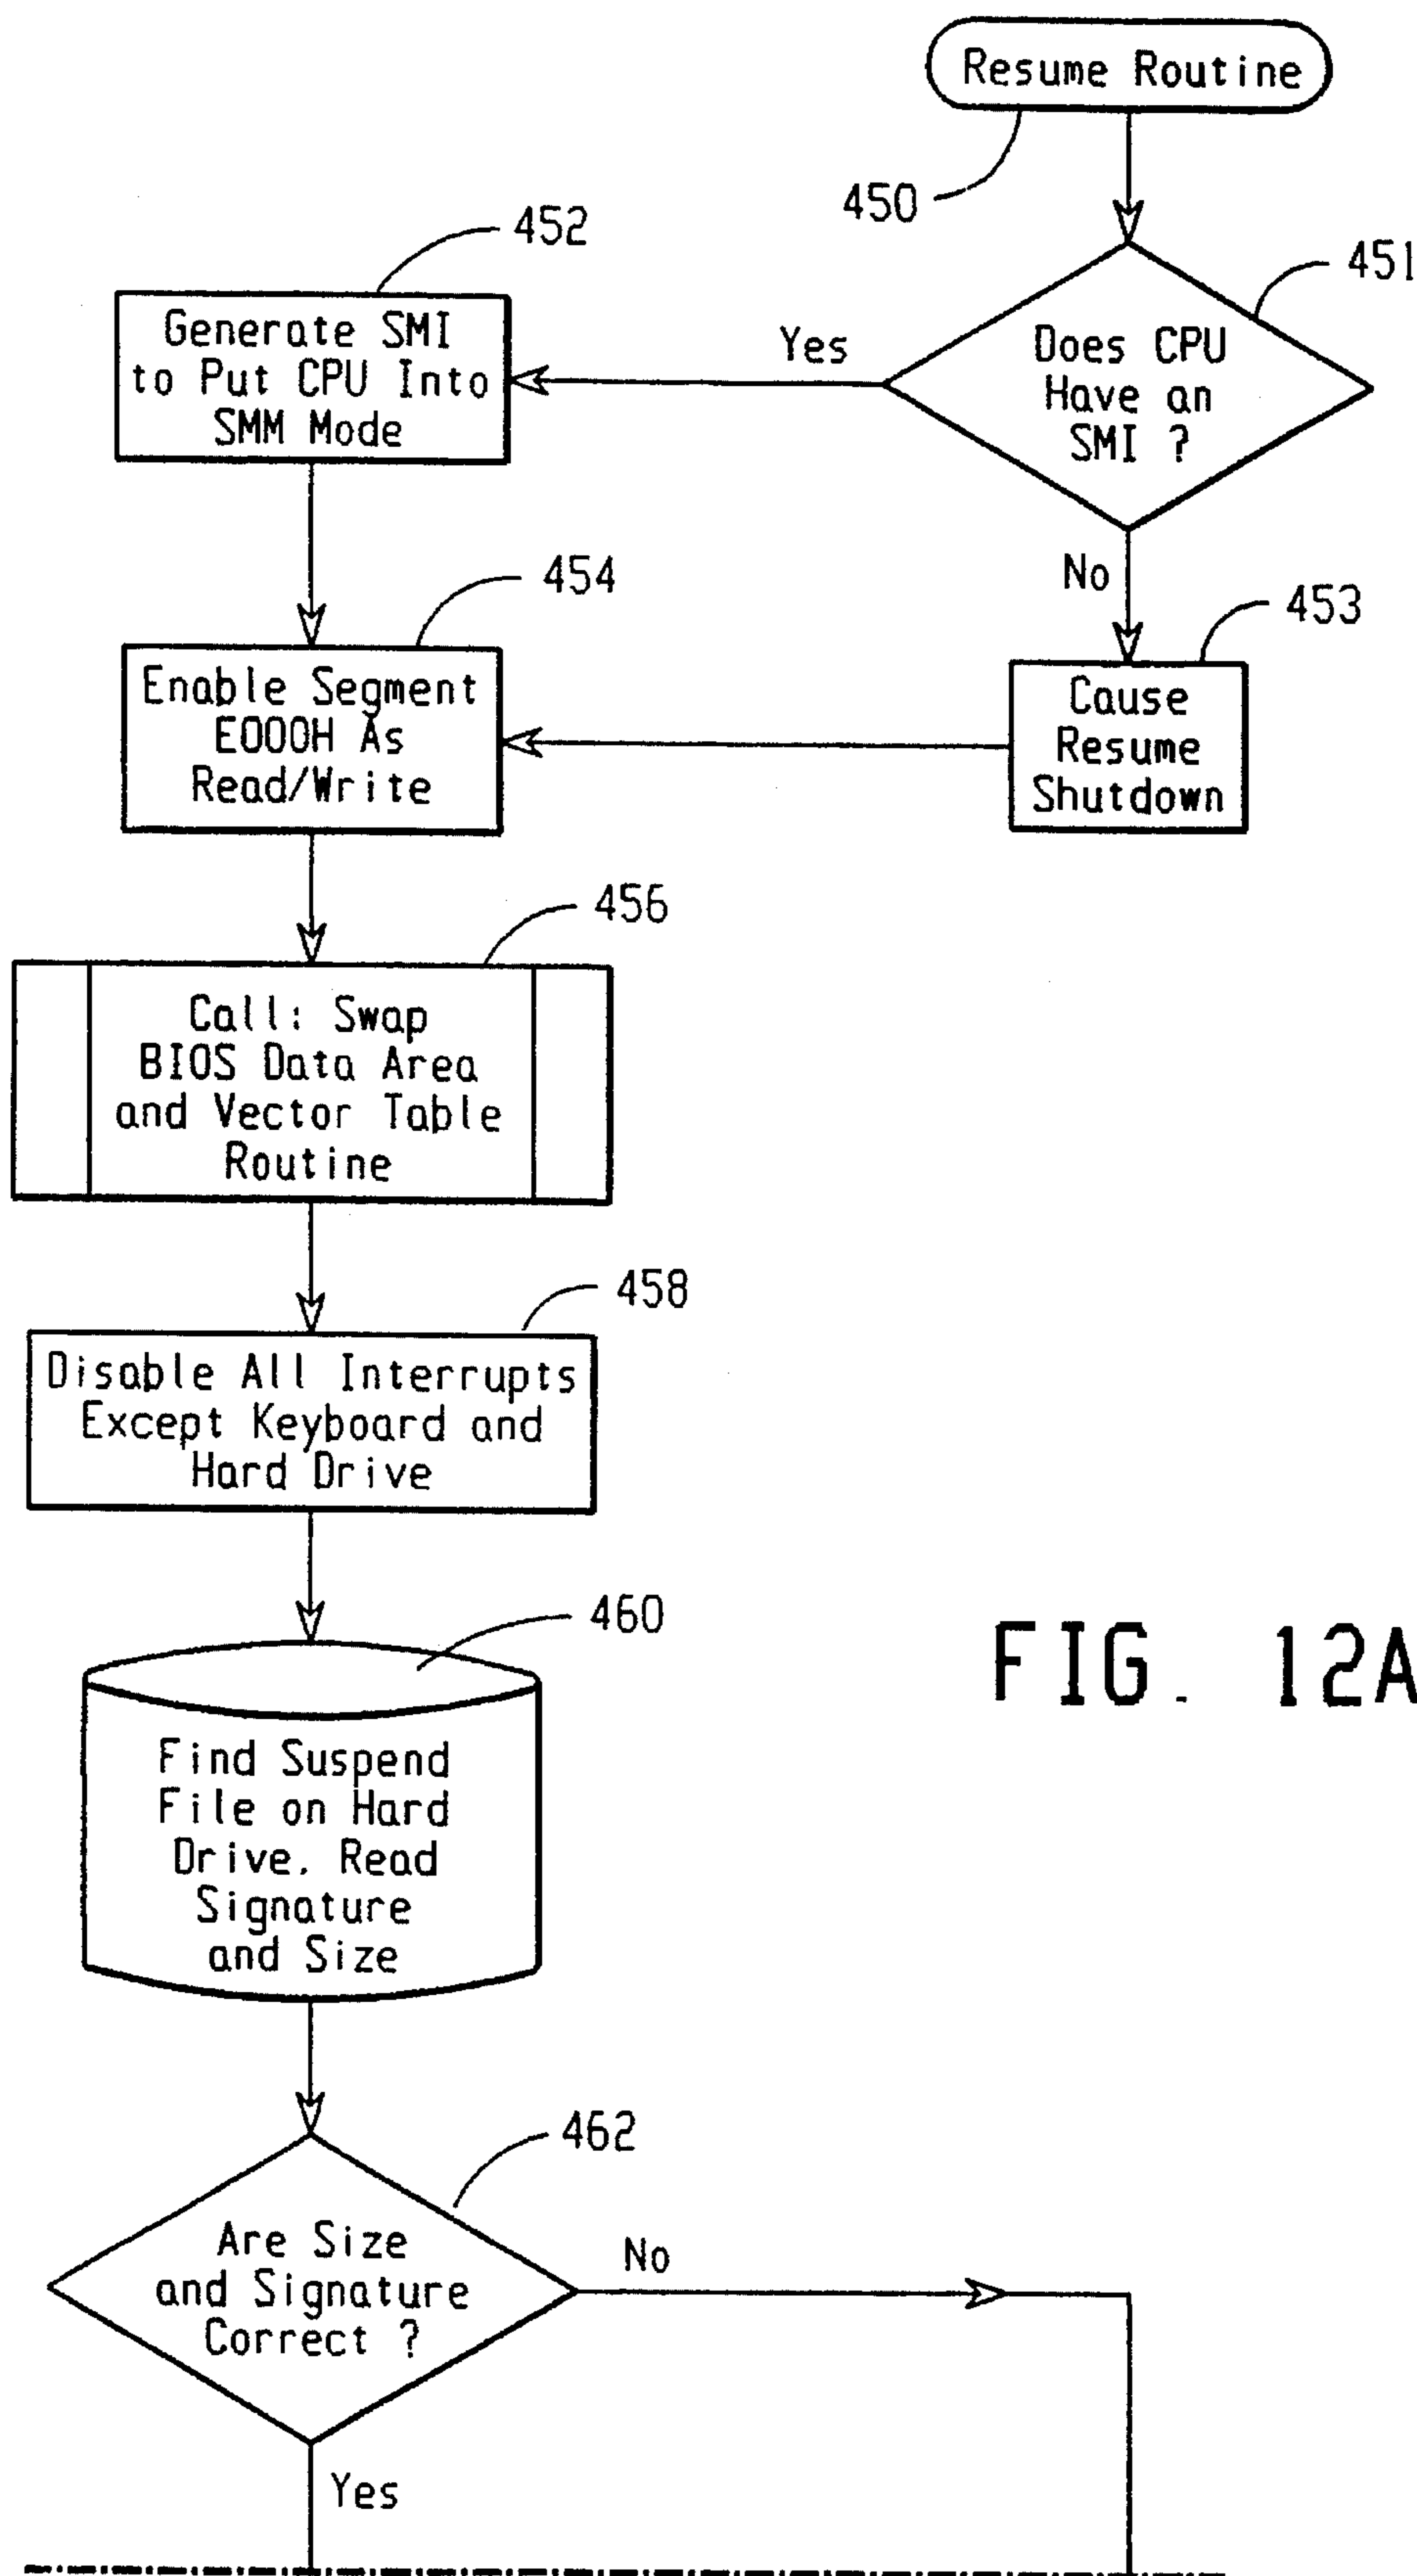 Resume Routine
450
451
Does CPU
Have an
SMI ?
Yes
No
452
Generate SMI
to Put CPU Into
SMM Mode
453
Cause
Resume
Shutdown
454
Enable Segment
E000H As
Read/Write
456
Call: Swap
BIOS Data Area
and Vector Table
Routine
458
Disable All Interrupts
Except Keyboard and
Hard Drive
460
Find Suspend
File on Hard
Drive. Read
Signature
and Size
FIG. 12A
462
Are Size
and Signature
Correct ?
No
Yes